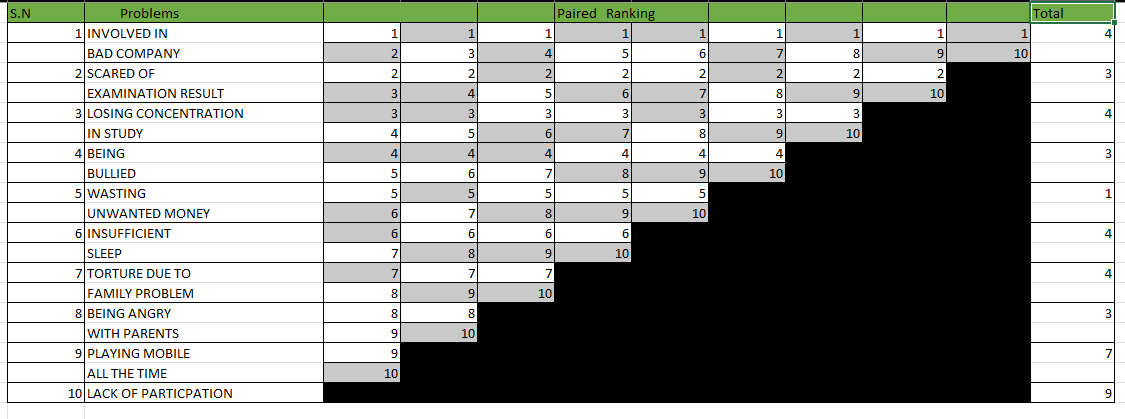 S.N Problems Paired Ranking Total
1 INVOLVED IN 1 1 1 1 1 1 1 1 1 4
BAD COMPANY 2 3 4 5 6 7 8 9 10
2 SCARED OF 2 2 2 2 2 2 2 2 3
EXAMINATION RESULT 3 4 5 6 7 8 9 10
3 LOSING CONCENTRATION 3 3 3 3 3 3 3 4
IN STUDY 4 5 6 7 8 9 10
4 BEING 4 4 4 4 4 4 3
BULLIED 5 6 7 8 9 10
5 WASTING 5 5 5 5 5 1
UNWANTED MONEY 6 7 8 9 10
6 INSUFFICIENT 6 6 6 6 4
SLEEP 7 8 9 10
7 TORTURE DUE TO 7 7 7 4
FAMILY PROBLEM 8 9 10
8 BEING ANGRY 8 8 3
WITH PARENTS 9 10
9 PLAYING MOBILE 9 7
ALL THE TIME 10
10 LACK OF PARTICPATION 9